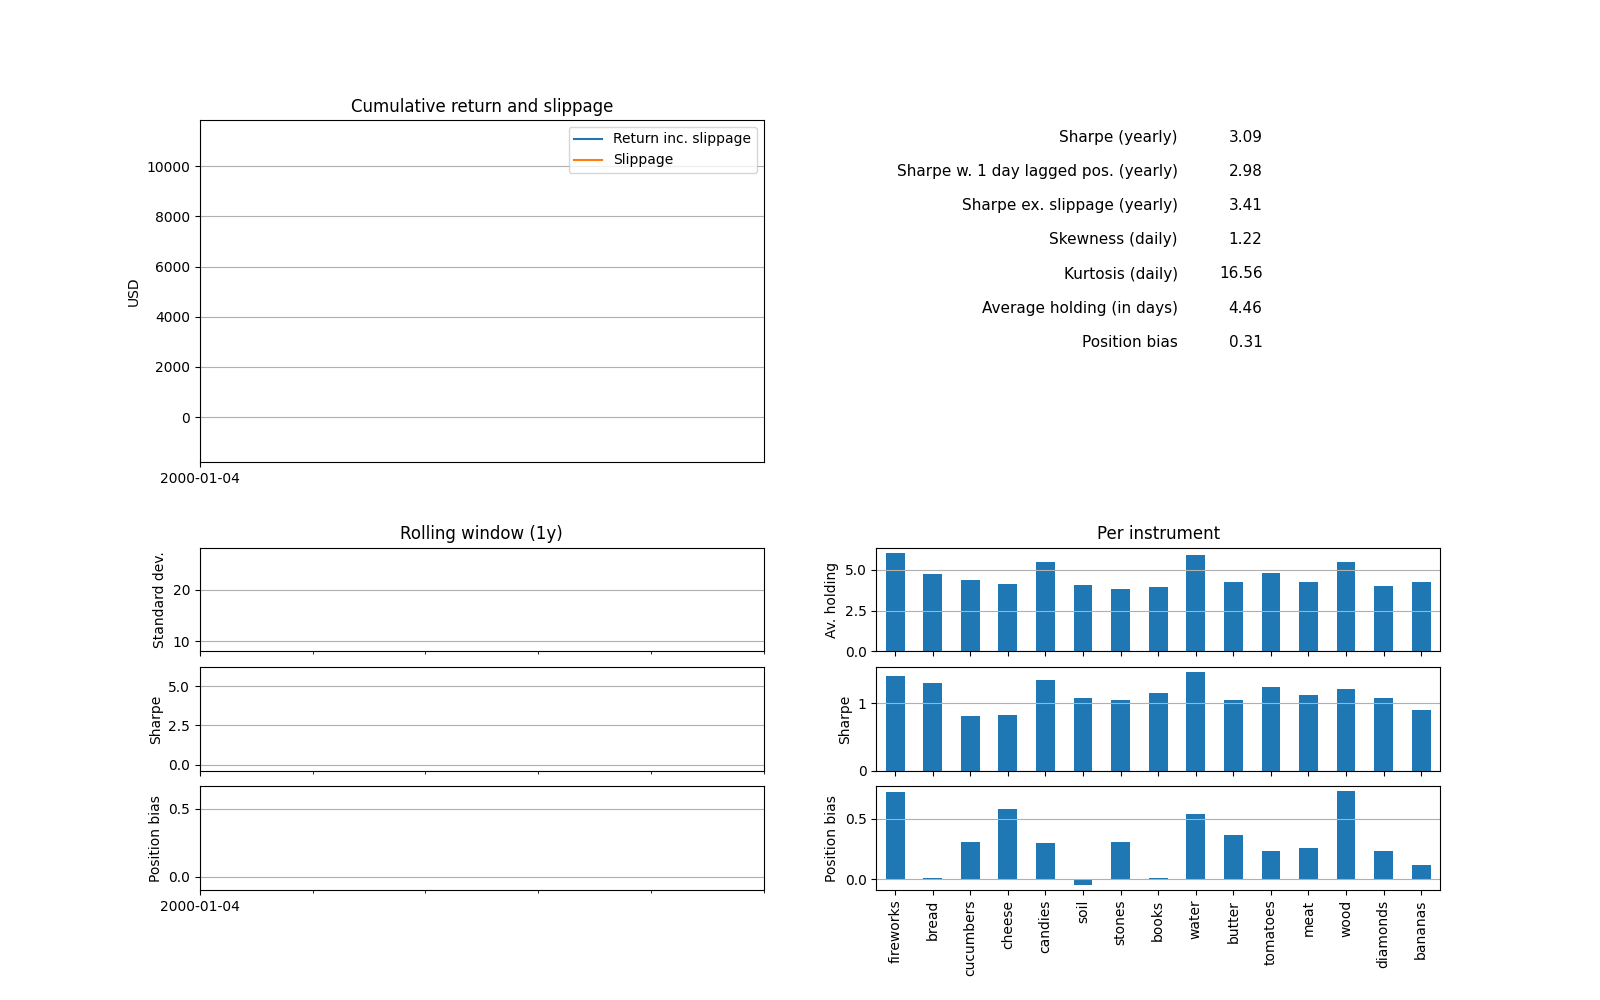 Cumulative return and slippage
Return inc. slippage
Slippage
10000
8000
6000
4000
2000
0
USD
2000-01-04
Sharpe (yearly) 3.09
Sharpe w. 1 day lagged pos. (yearly) 2.98
Sharpe ex. slippage (yearly) 3.41
Skewness (daily) 1.22
Kurtosis (daily) 16.56
Average holding (in days) 4.46
Position bias 0.31
Rolling window (1y)
Standard dev.
20
10
Sharpe
5.0
2.5
0.0
Position bias
0.5
0.0
2000-01-04
Per instrument
Av. holding
5.0
2.5
0.0
Sharpe
1
0
Position bias
0.5
0.0
fireworks
bread
cucumbers
cheese
candies
soil
stones
books
water
butter
tomatoes
meat
wood
diamonds
bananas